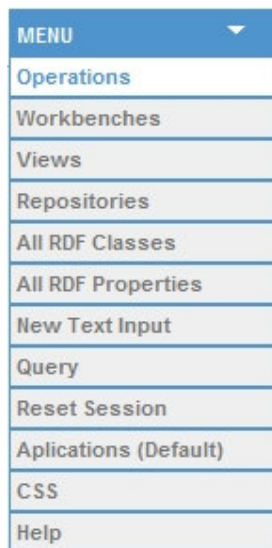 MENU
Operations
Workbenches
Views
Repositories
All RDF Classes
All RDF Properties
New Text Input
Query
Reset Session
Aplications (Default)
CSS
Help